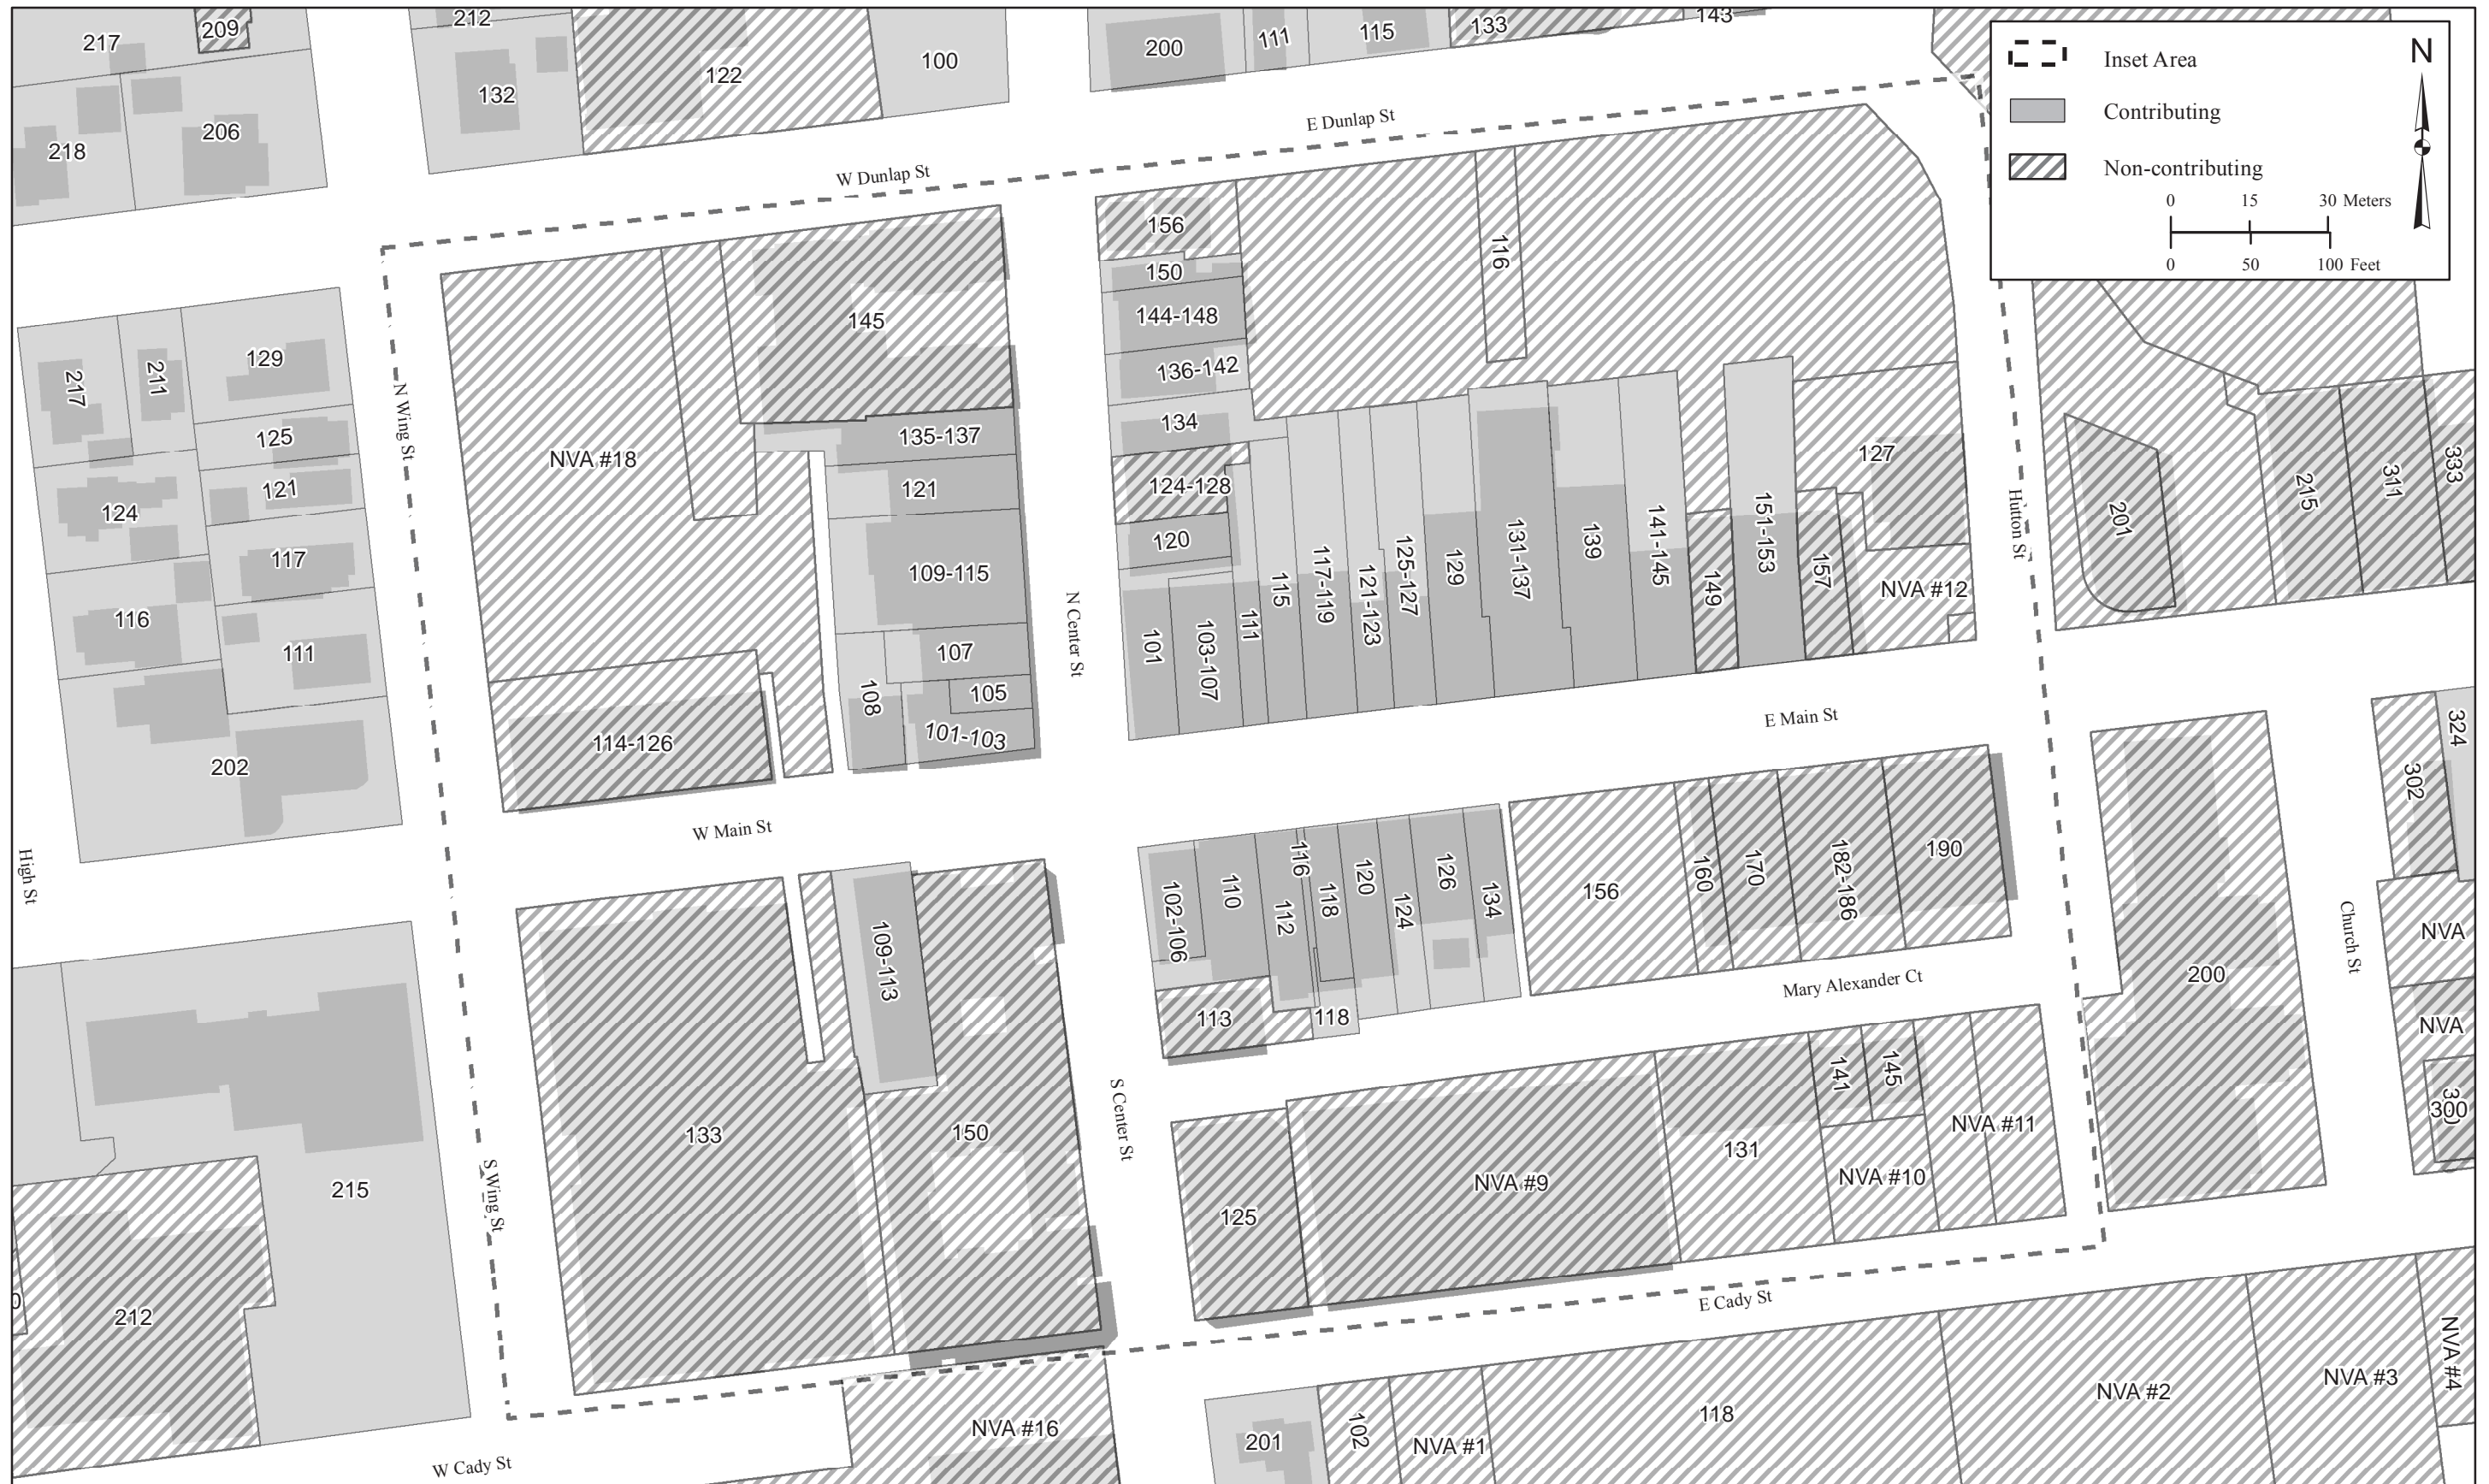 217
209
212
132
122
100
200
111
115
133
143
218
206
Inset Area
Contributing
Non-contributing
N
0 15 30 Meters
0 50 100 Feet
E Dunlap St
W Dunlap St
217
211
129
125
121
117
111
124
116
202
N Wing St
NVA #18
145
135-137
121
109-115
107
105
108
101-103
114-126
N Center St
156
150
144-148
136-142
134
124-128
120
101
103-107
111
115
117-119
121-123
125-127
129
131-137
139
141-145
149
151-153
157
116
127
NVA #12
Hutton St
201
215
311
333
E Main St
W Main St
High St
102-106
110
112
116
118
120
124
126
134
113
118
156
160
170
182-186
190
Mary Alexander Ct
200
Church St
302
324
NVA
NVA
300
109-113
133
150
S Center St
S Wing St
215
212
125
NVA #9
131
141
145
NVA #10
NVA #11
E Cady St
W Cady St
NVA #16
201
102
NVA #1
118
NVA #2
NVA #3
NVA #4